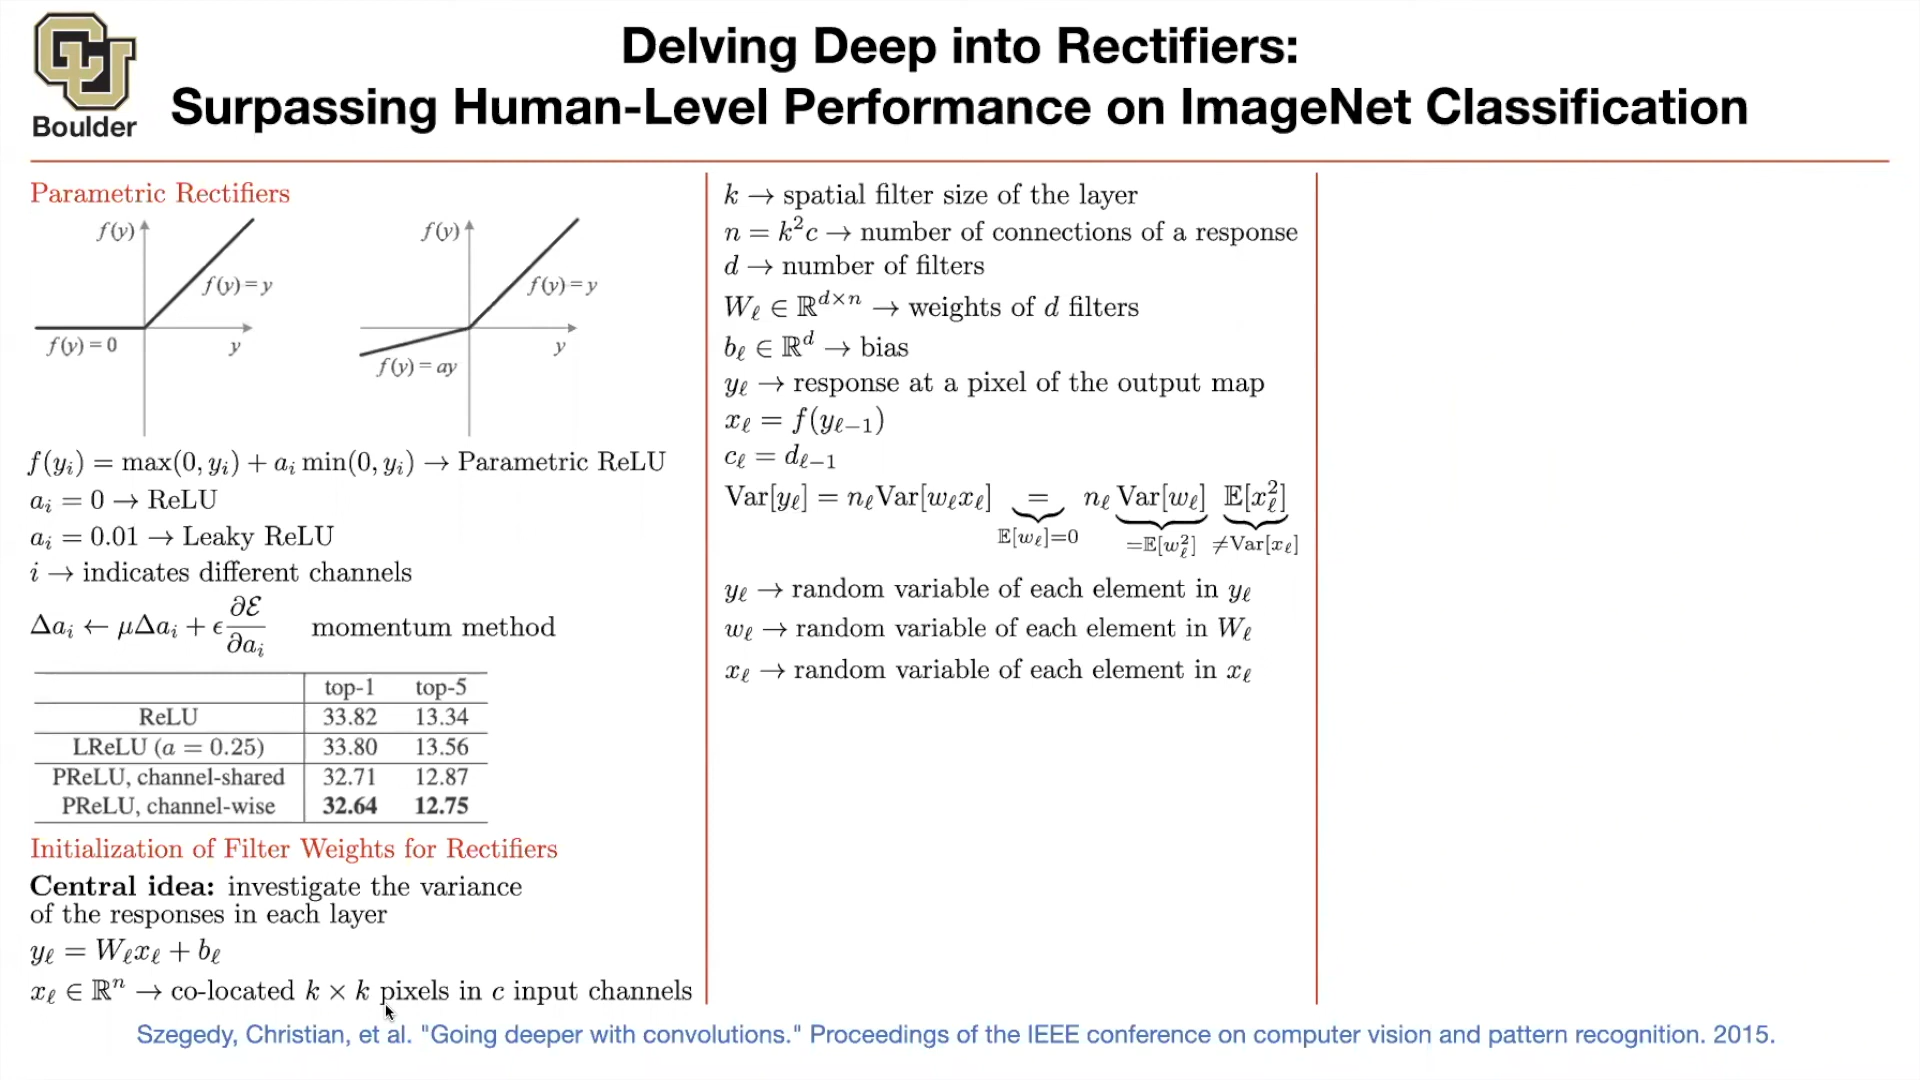 Boulder
Delving Deep into Rectifiers:
Surpassing Human-Level Performance on ImageNet Classification
Parametric Rectifiers
f(y)
f(y) = y
f(y) = 0
y
f(y)
f(y) = y
f(y) = ay
y
f(y_i) = max(0, y_i) + a_i min(0, y_i) → Parametric ReLU
a_i = 0 → ReLU
a_i = 0.01 → Leaky ReLU
i → indicates different channels
Δa_i ← μΔa_i + ε ∂ℰ/∂a_i momentum method
top-1 top-5
ReLU 33.82 13.34
LReLU (a = 0.25) 33.80 13.56
PReLU, channel-shared 32.71 12.87
PReLU, channel-wise 32.64 12.75
Initialization of Filter Weights for Rectifiers
Central idea: investigate the variance
of the responses in each layer
y_ℓ = W_ℓ x_ℓ + b_ℓ
x_ℓ ∈ ℝ^n → co-located k × k pixels in c input channels
k → spatial filter size of the layer
n = k²c → number of connections of a response
d → number of filters
W_ℓ ∈ ℝ^{d×n} → weights of d filters
b_ℓ ∈ ℝ^d → bias
y_ℓ → response at a pixel of the output map
x_ℓ = f(y_{ℓ−1})
c_ℓ = d_{ℓ−1}
Var[y_ℓ] = n_ℓ Var[w_ℓ x_ℓ] = n_ℓ Var[w_ℓ] 𝔼[x_ℓ²]
𝔼[w_ℓ]=0 =𝔼[w_ℓ²] ≠Var[x_ℓ]
y_ℓ → random variable of each element in y_ℓ
w_ℓ → random variable of each element in W_ℓ
x_ℓ → random variable of each element in x_ℓ
Szegedy, Christian, et al. "Going deeper with convolutions." Proceedings of the IEEE conference on computer vision and pattern recognition. 2015.